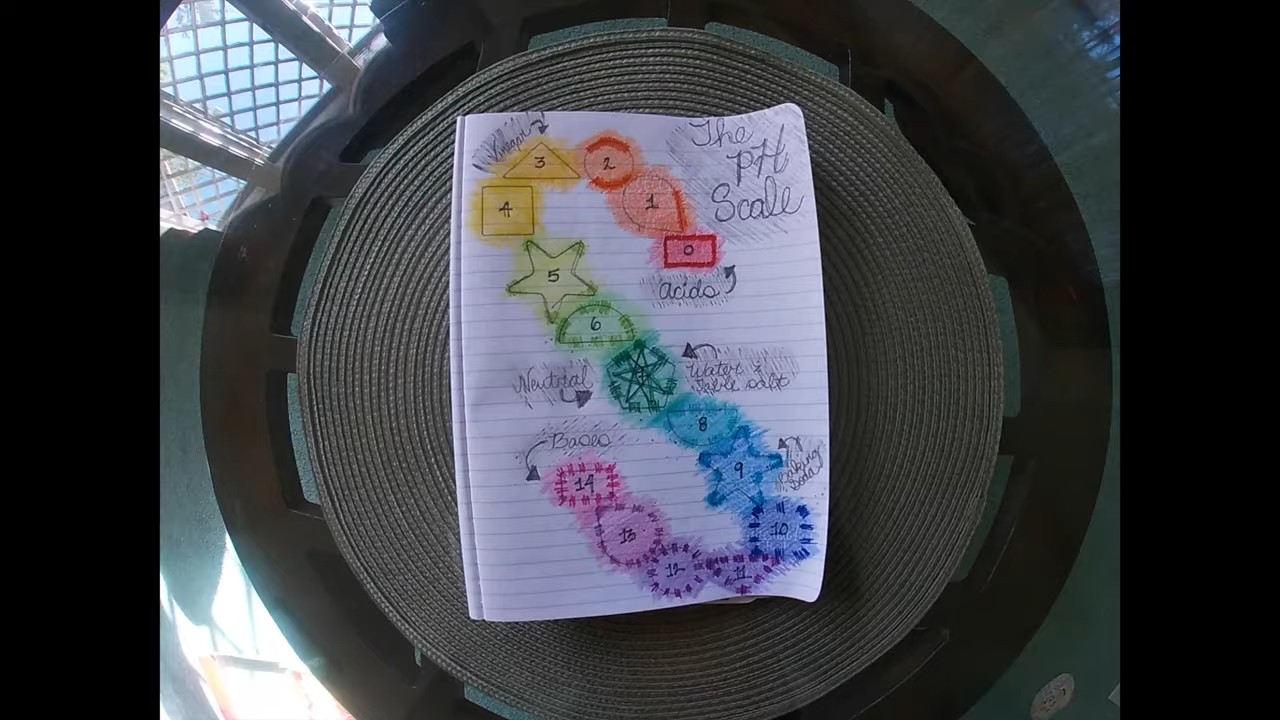 The
pH
Scale
Vinegar
3
2
4
1
0
5
acids
6
Neutral
7
Water &
Table salt
8
Bases
9
Baking
Soda
14
10
13
12
11